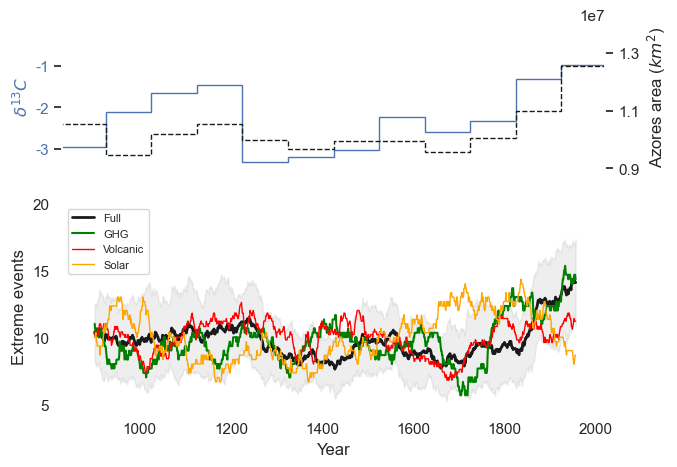 1e7
-1
-2
-3
δ¹³C
1.3
1.1
0.9
Azores area (km²)
20
15
10
5
Extreme events
Full
GHG
Volcanic
Solar
1000 1200 1400 1600 1800 2000
Year